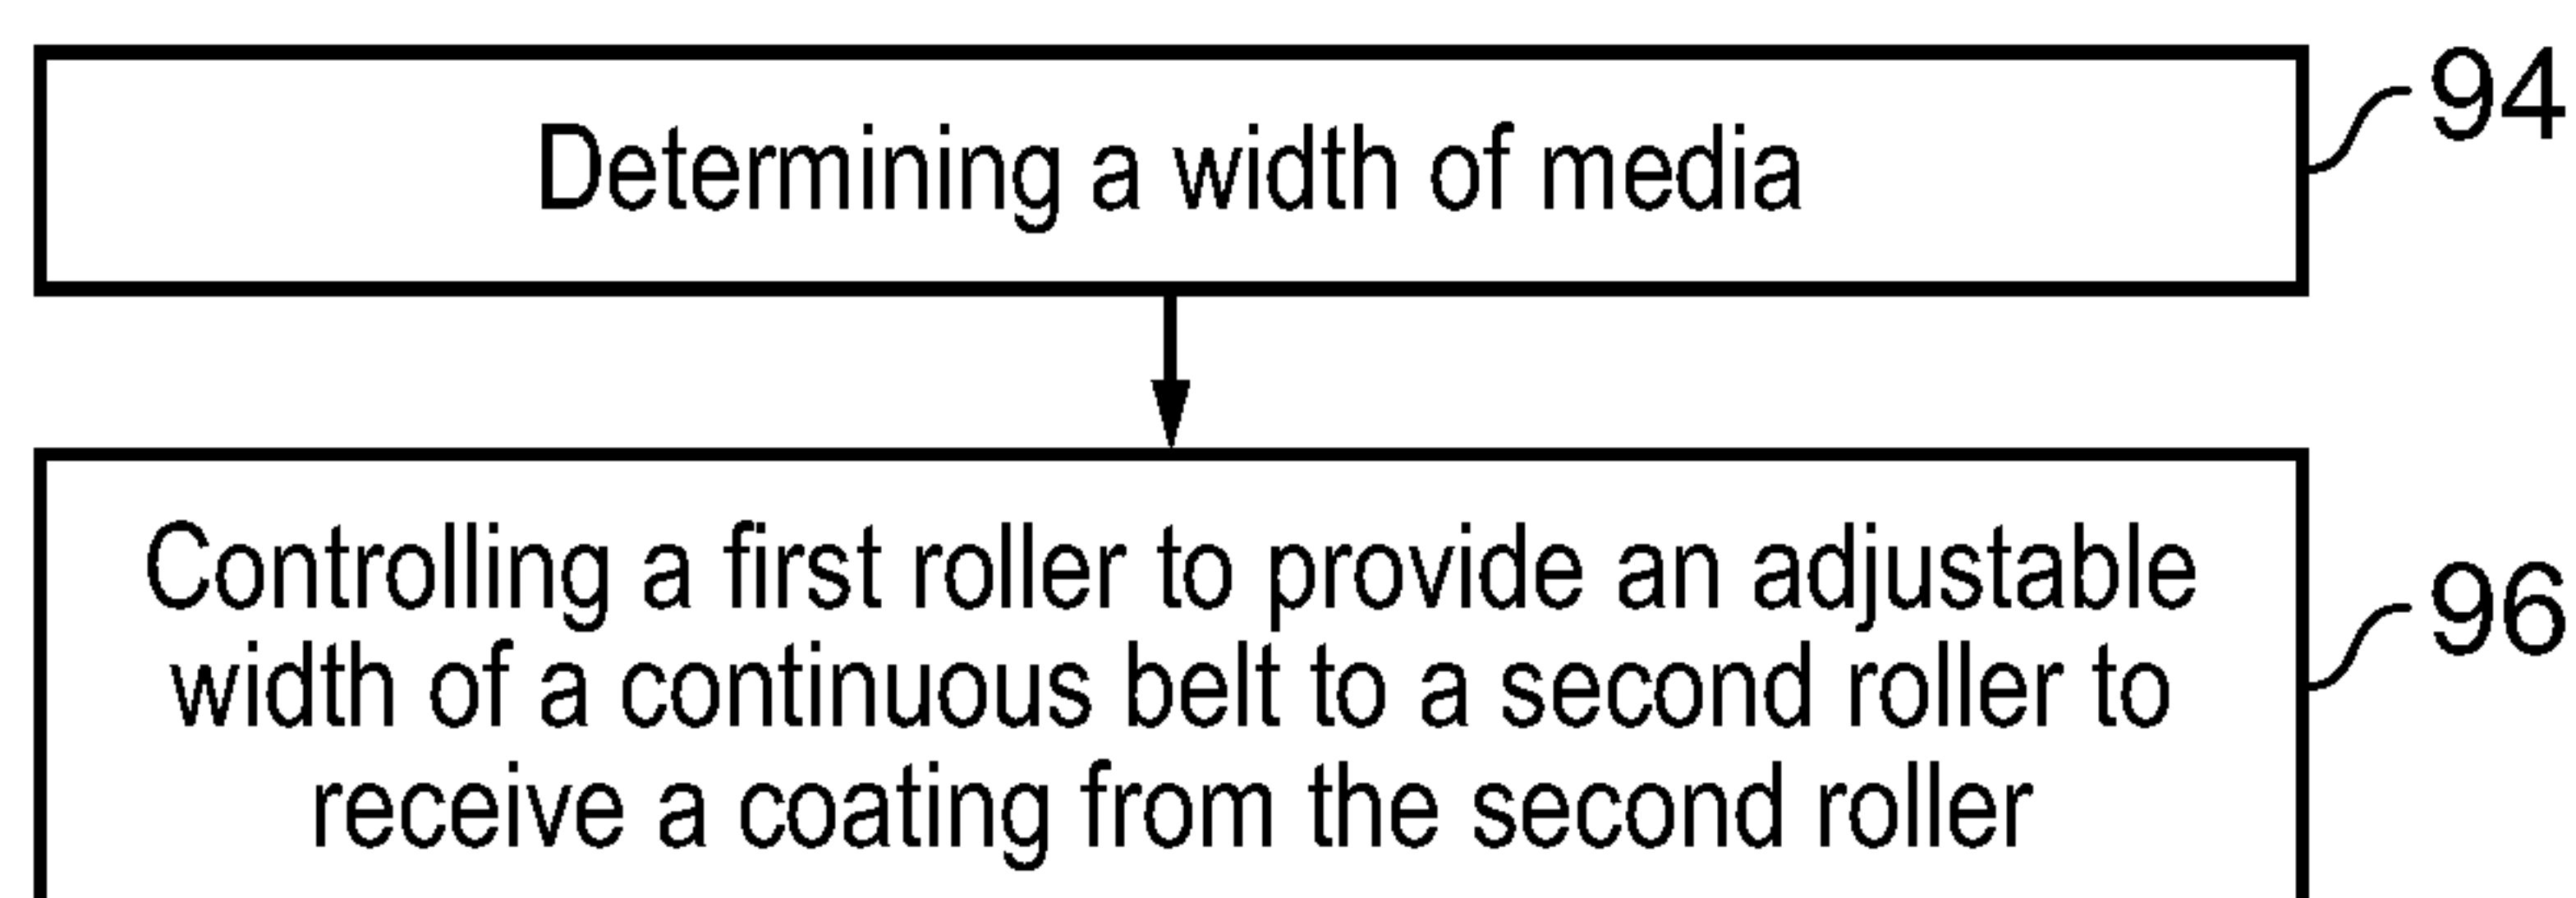 Determining a width of media
94
Controlling a first roller to provide an adjustable
width of a continuous belt to a second roller to
receive a coating from the second roller
96